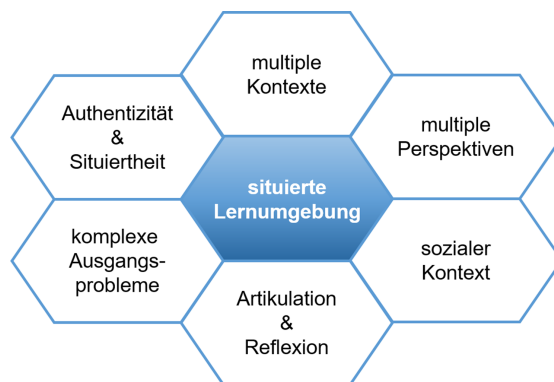 multiple
Kontexte
Authentizität
&
Situiertheit
multiple
Perspektiven
situierte
Lernumgebung
komplexe
Ausgangs-
probleme
sozialer
Kontext
Artikulation
&
Reflexion